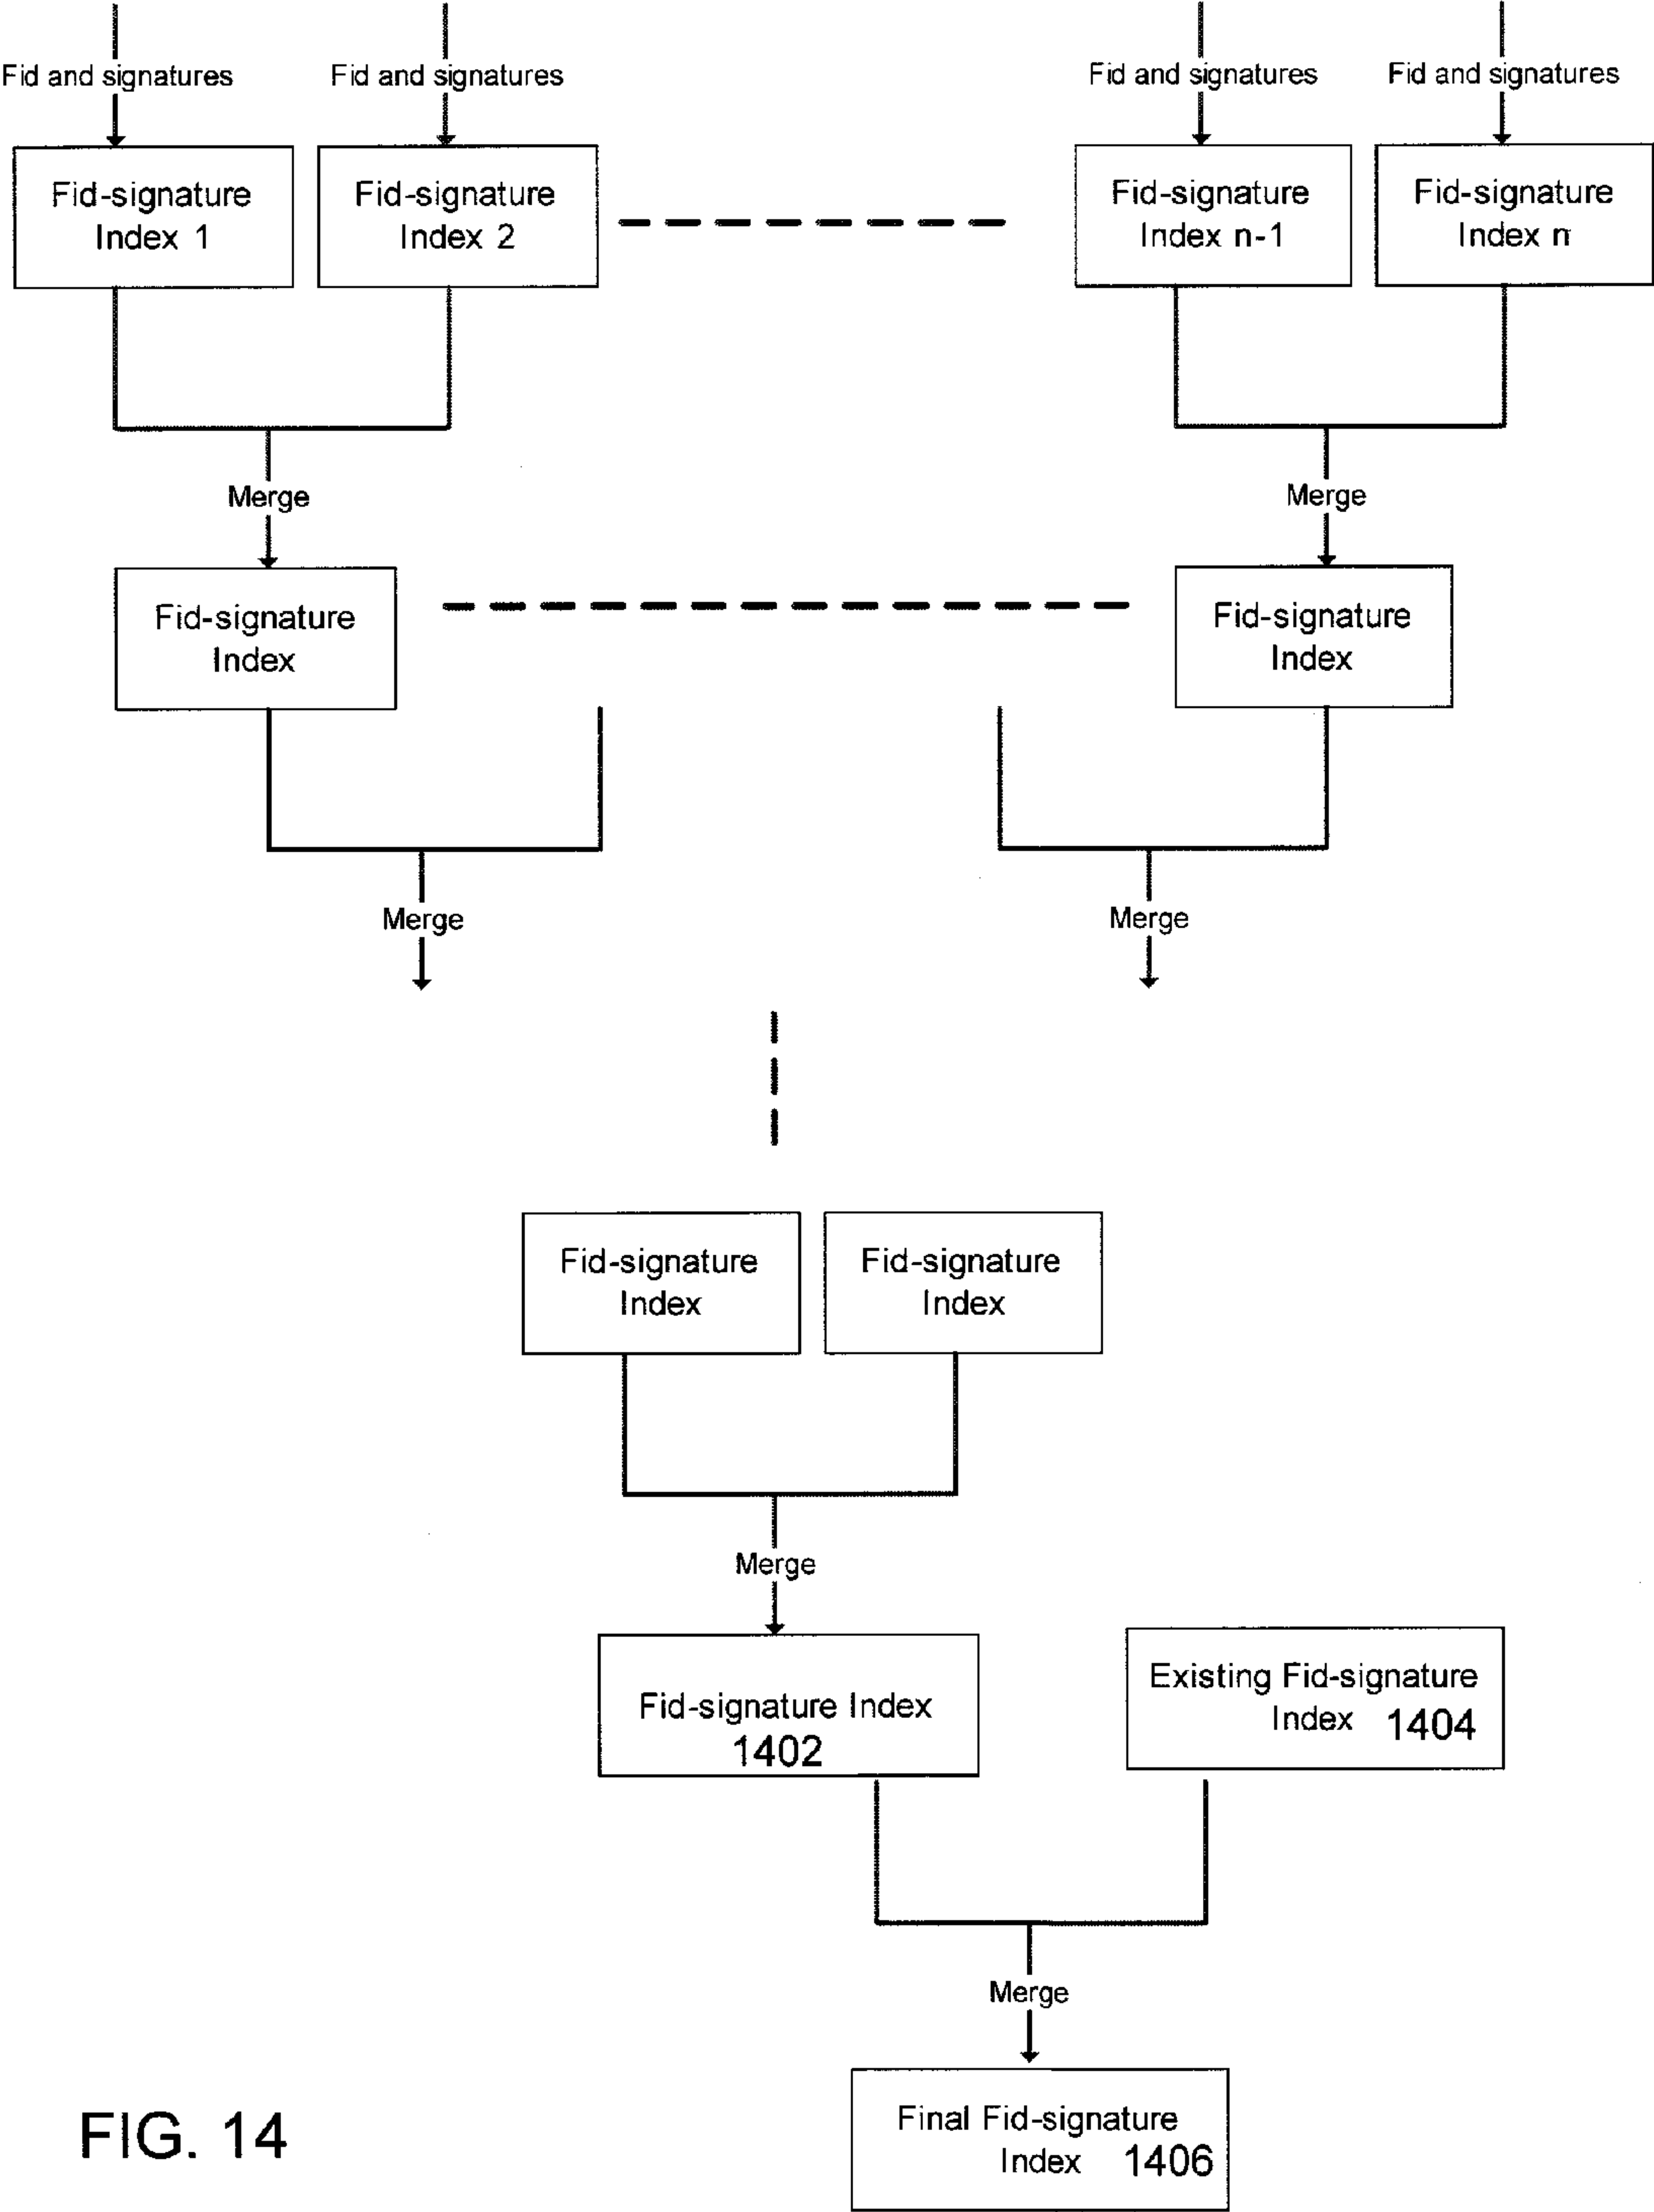 Fid and signatures
Fid and signatures
Fid and signatures
Fid and signatures
Fid-signature
Index 1
Fid-signature
Index 2
Fid-signature
Index n-1
Fid-signature
Index n
Merge
Merge
Fid-signature
Index
Fid-signature
Index
Merge
Merge
Fid-signature
Index
Fid-signature
Index
Merge
Fid-signature Index
1402
Existing Fid-signature
Index 1404
Merge
Final Fid-signature
Index 1406
FIG. 14